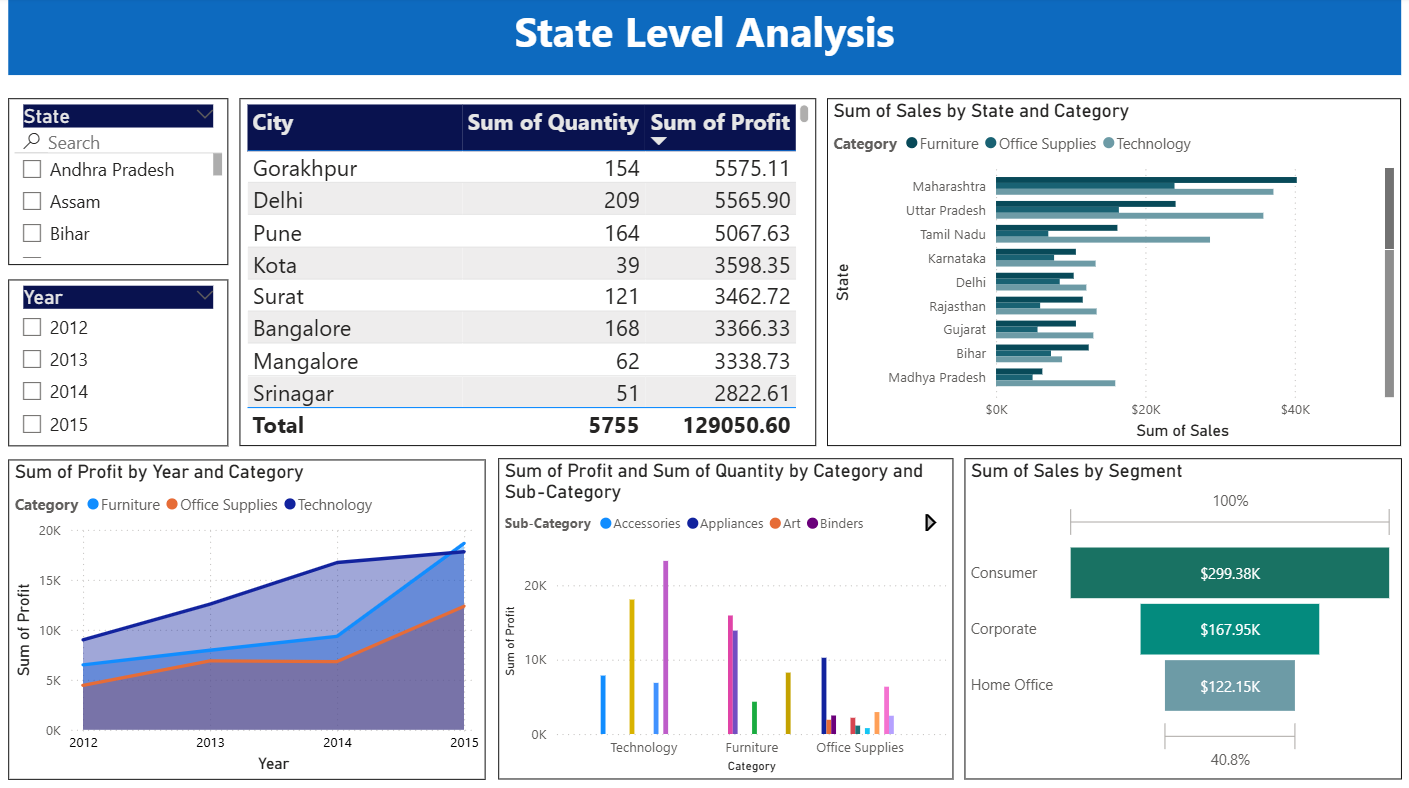 State Level Analysis
State
Search
Andhra Pradesh
Assam
Bihar
Year
2012
2013
2014
2015
City Sum of Quantity Sum of Profit
Gorakhpur 154 5575.11
Delhi 209 5565.90
Pune 164 5067.63
Kota 39 3598.35
Surat 121 3462.72
Bangalore 168 3366.33
Mangalore 62 3338.73
Srinagar 51 2822.61
Total 5755 129050.60
Sum of Sales by State and Category
Category Furniture Office Supplies Technology
State
Maharashtra
Uttar Pradesh
Tamil Nadu
Karnataka
Delhi
Rajasthan
Gujarat
Bihar
Madhya Pradesh
$0K $20K $40K
Sum of Sales
Sum of Profit by Year and Category
Category Furniture Office Supplies Technology
Sum of Profit
20K
15K
10K
5K
0K
2012 2013 2014 2015
Year
Sum of Profit and Sum of Quantity by Category and
Sub-Category
Sub-Category Accessories Appliances Art Binders
Sum of Profit
20K
10K
0K
Technology Furniture Office Supplies
Category
Sum of Sales by Segment
100%
Consumer $299.38K
Corporate $167.95K
Home Office $122.15K
40.8%